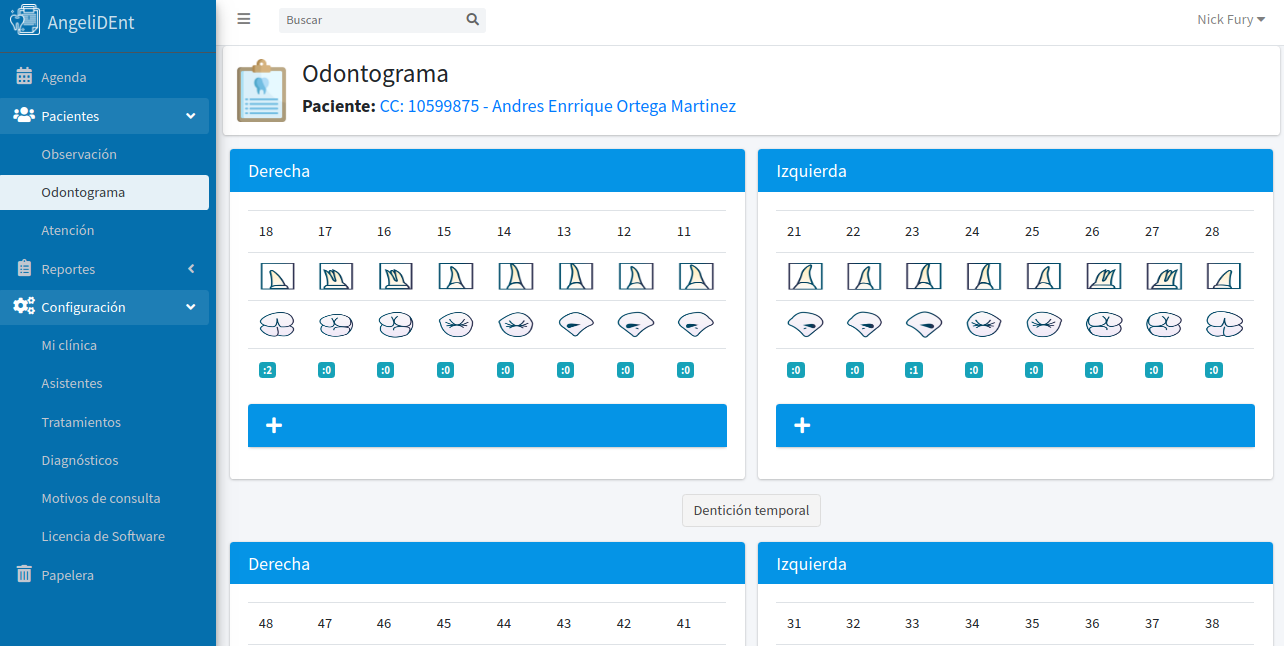 AngeliDEnt
Buscar
Nick Fury
Agenda
Pacientes
Observación
Odontograma
Atención
Reportes
Configuración
Mi clínica
Asistentes
Tratamientos
Diagnósticos
Motivos de consulta
Licencia de Software
Papelera
Odontograma
Paciente: CC: 10599875 - Andres Enrrique Ortega Martinez
Derecha
18 17 16 15 14 13 12 11
:2 :0 :0 :0 :0 :0 :0 :0
Izquierda
21 22 23 24 25 26 27 28
:0 :0 :1 :0 :0 :0 :0 :0
Dentición temporal
Derecha
48 47 46 45 44 43 42 41
Izquierda
31 32 33 34 35 36 37 38